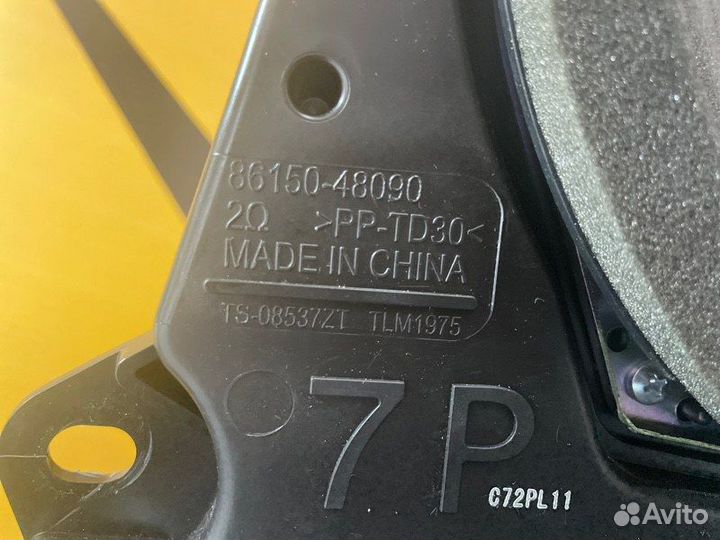 86150-48090
2Ω >PP-TD30<
MADE IN CHINA
TS-08537ZT TLM1975
7P
C72PL11
Avito